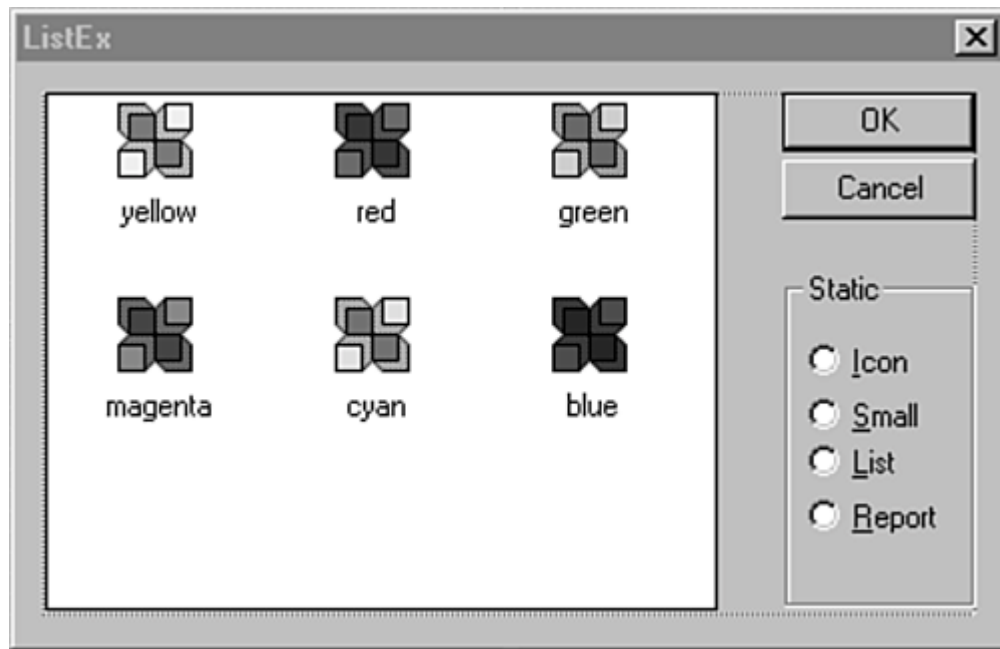 ListEx
yellow red green
magenta cyan blue
OK
Cancel
Static
Icon
Small
List
Report